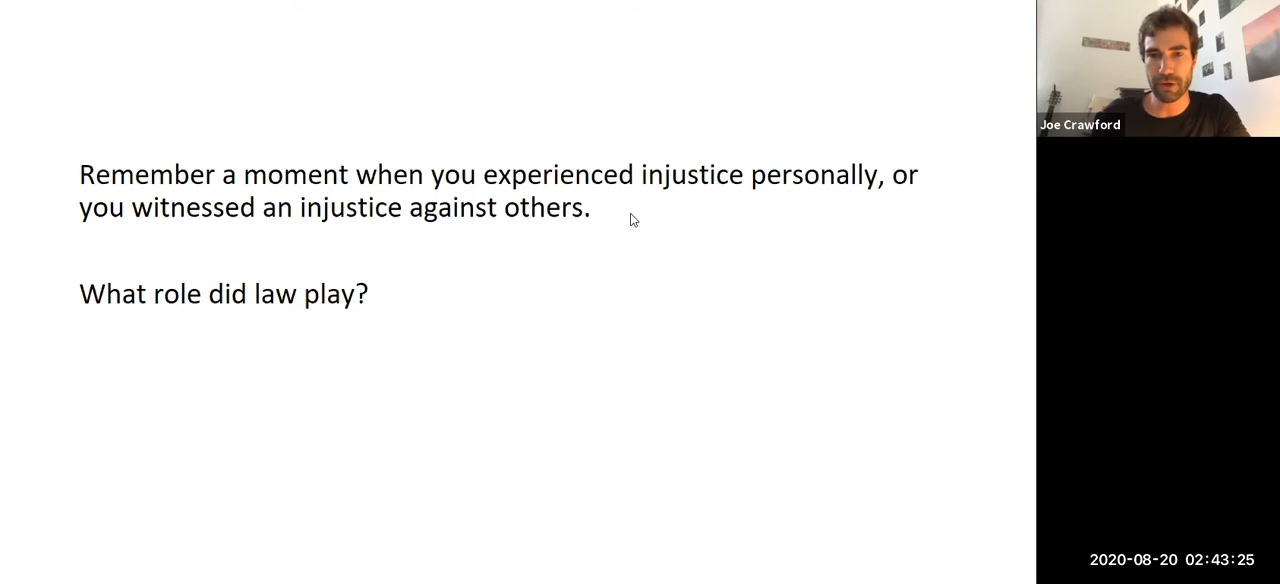 Remember a moment when you experienced injustice personally, or
you witnessed an injustice against others.
What role did law play?
Joe Crawford
2020-08-20 02:43:25